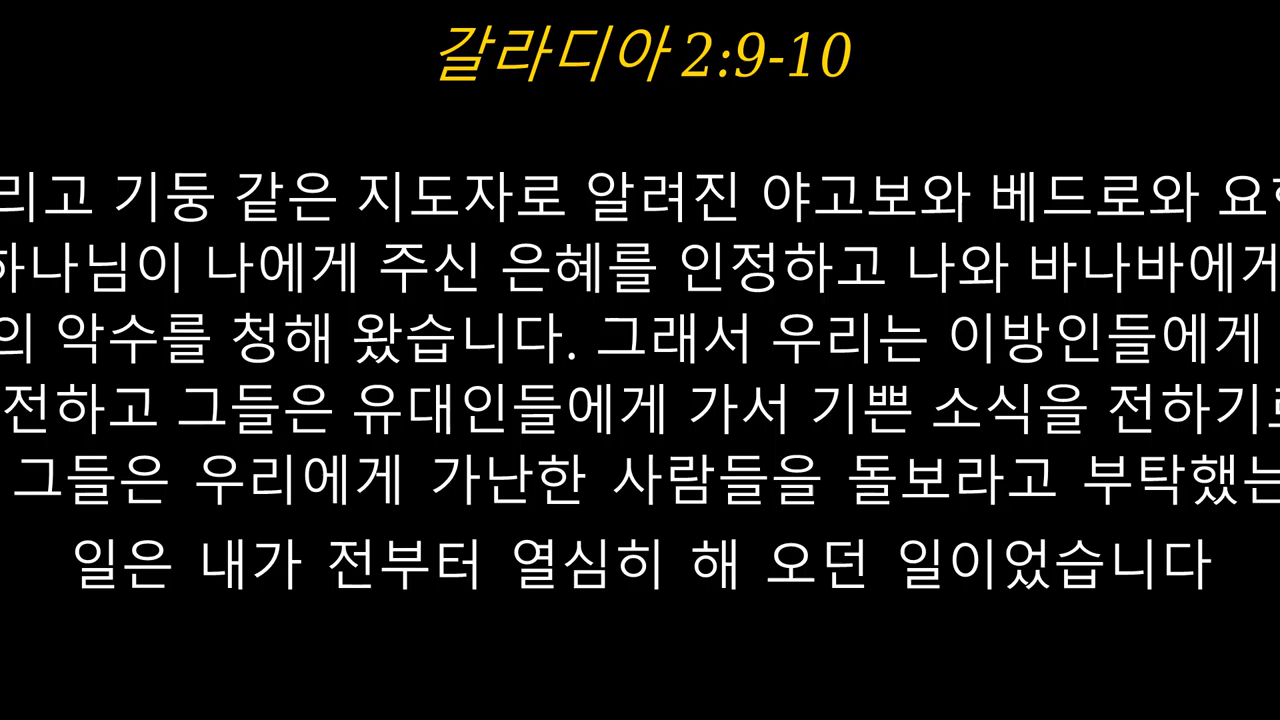 갈라디아 2:9-10
리고 기둥 같은 지도자로 알려진 야고보와 베드로와
하나님이 나에게 주신 은혜를 인정하고 나와 바나바에게
의 악수를 청해 왔습니다. 그래서 우리는 이방인들에게
전하고 그들은 유대인들에게 가서 기쁜 소식을 전하기로
그들은 우리에게 가난한 사람들을 돌보라고 부탁했는
일은 내가 전부터 열심히 해 오던 일이었습니다